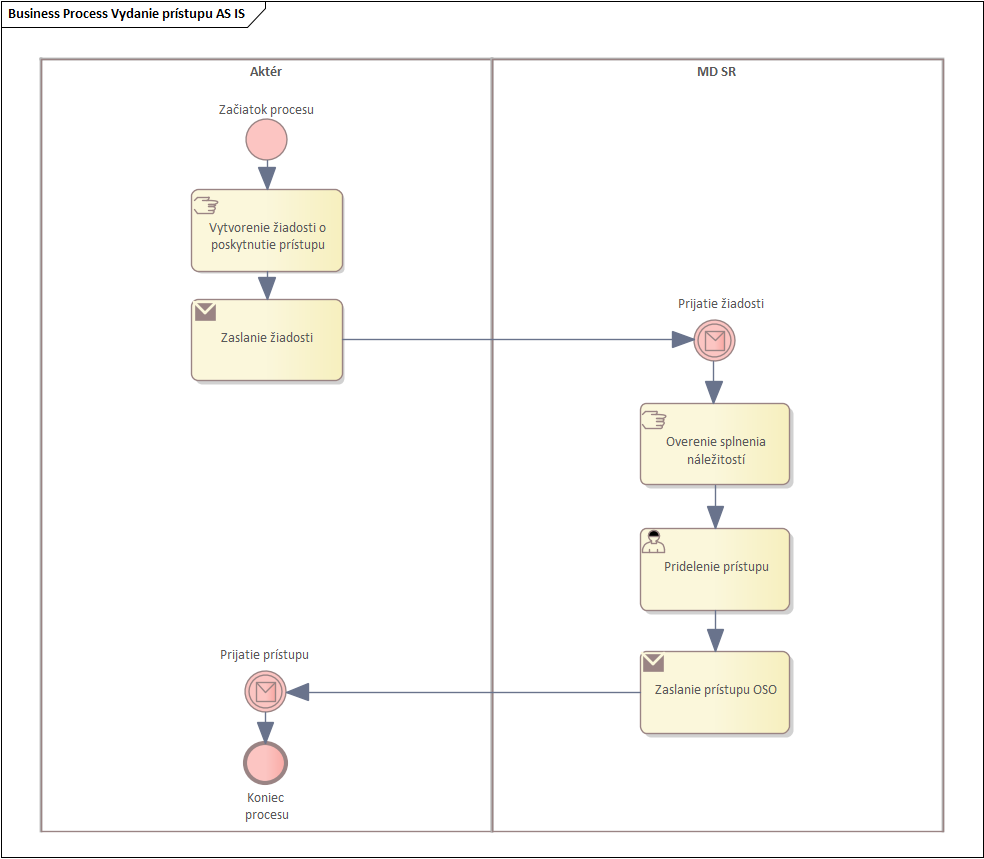 Business Process Vydanie prístupu AS IS
Aktér
MD SR
Začiatok procesu
Vytvorenie žiadosti o
poskytnutie prístupu
Zaslanie žiadosti
Prijatie žiadosti
Overenie splnenia
náležitostí
Pridelenie prístupu
Zaslanie prístupu OSO
Prijatie prístupu
Koniec
procesu